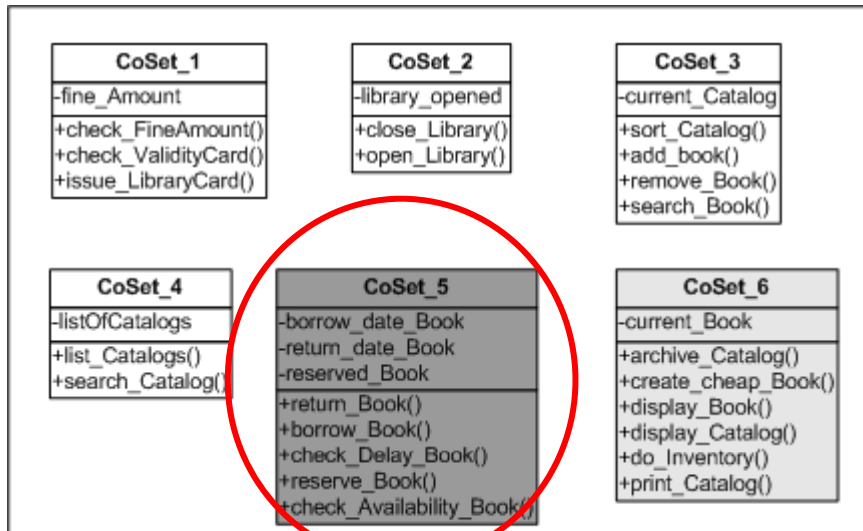 CoSet_1
-fine_Amount
+check_FineAmount()
+check_ValidityCard()
+issue_LibraryCard()
CoSet_2
-library_opened
+close_Library()
+open_Library()
CoSet_3
-current_Catalog
+sort_Catalog()
+add_book()
+remove_Book()
+search_Book()
CoSet_4
-listOfCatalogs
+list_Catalogs()
+search_Catalog()
CoSet_5
-borrow_date_Book
-return_date_Book
-reserved_Book
+return_Book()
+borrow_Book()
+check_Delay_Book()
+reserve_Book()
+check_Availability_Book()
CoSet_6
-current_Book
+archive_Catalog()
+create_cheap_Book()
+display_Book()
+display_Catalog()
+do_Inventory()
+print_Catalog()